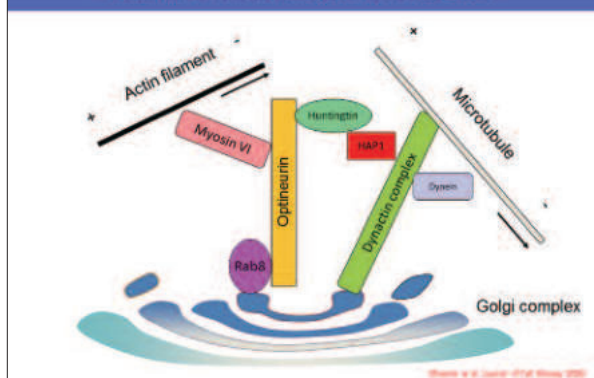 Actin filament
-
+
+
Microtubule
Myosin VI
Optineurin
Huntingtin
HAP1
Dynactin complex
Dynein
-
Rab8
Golgi complex